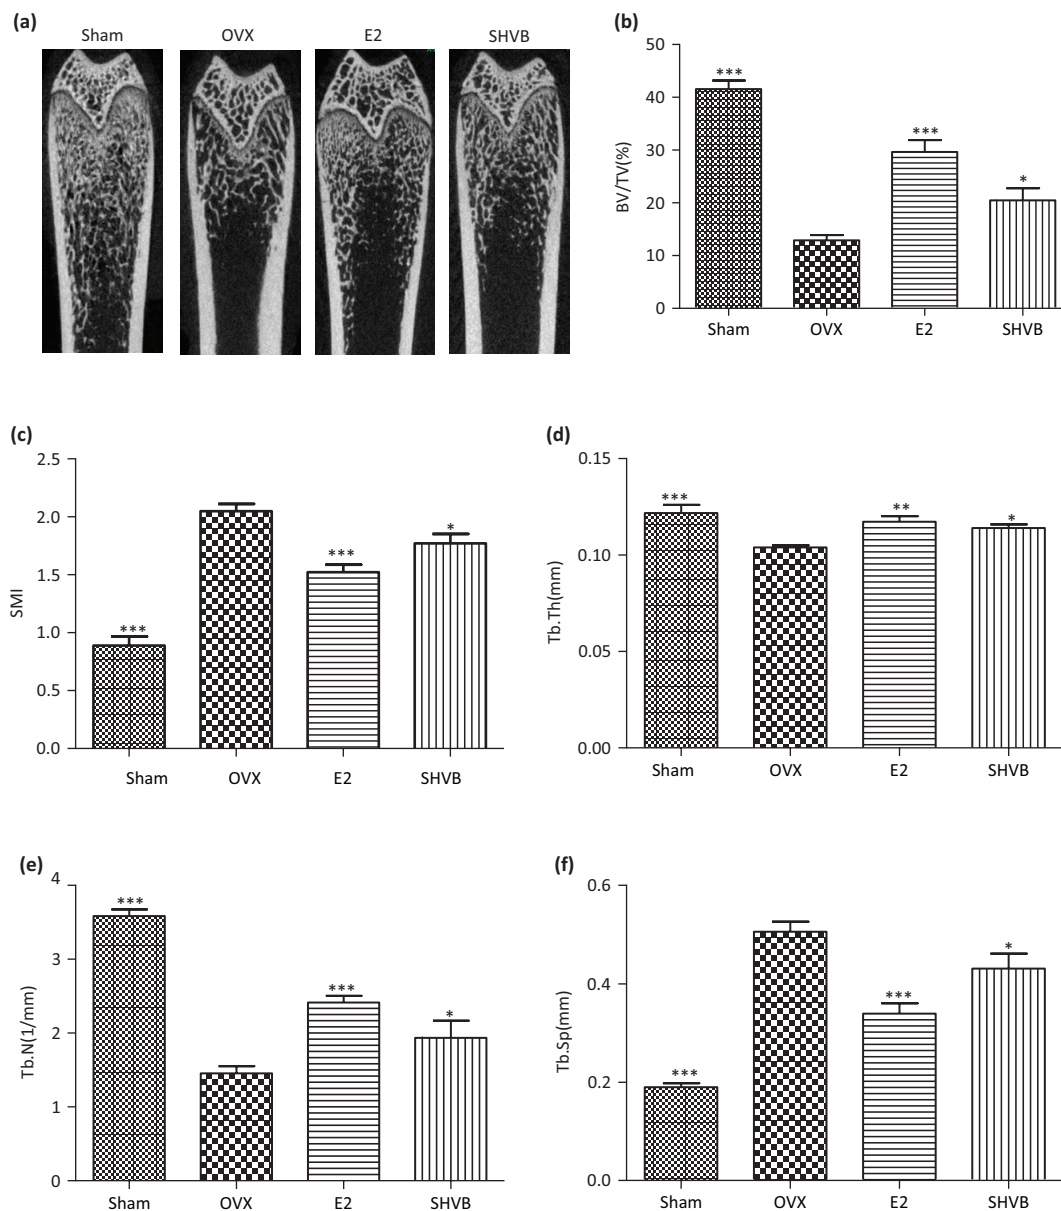 (a)
Sham OVX E2 SHVB
(b)
BV/TV(%)
50
40
30
20
10
0
***
***
*
Sham OVX E2 SHVB
(c)
SMI
2.5
2.0
1.5
1.0
0.5
0.0
***
***
*
Sham OVX E2 SHVB
(d)
Tb.Th(mm)
0.15
0.10
0.05
0.00
***
**
*
Sham OVX E2 SHVB
(e)
Tb.N(1/mm)
4
3
2
1
0
***
***
*
Sham OVX E2 SHVB
(f)
Tb.Sp(mm)
0.6
0.4
0.2
0.0
***
***
*
Sham OVX E2 SHVB